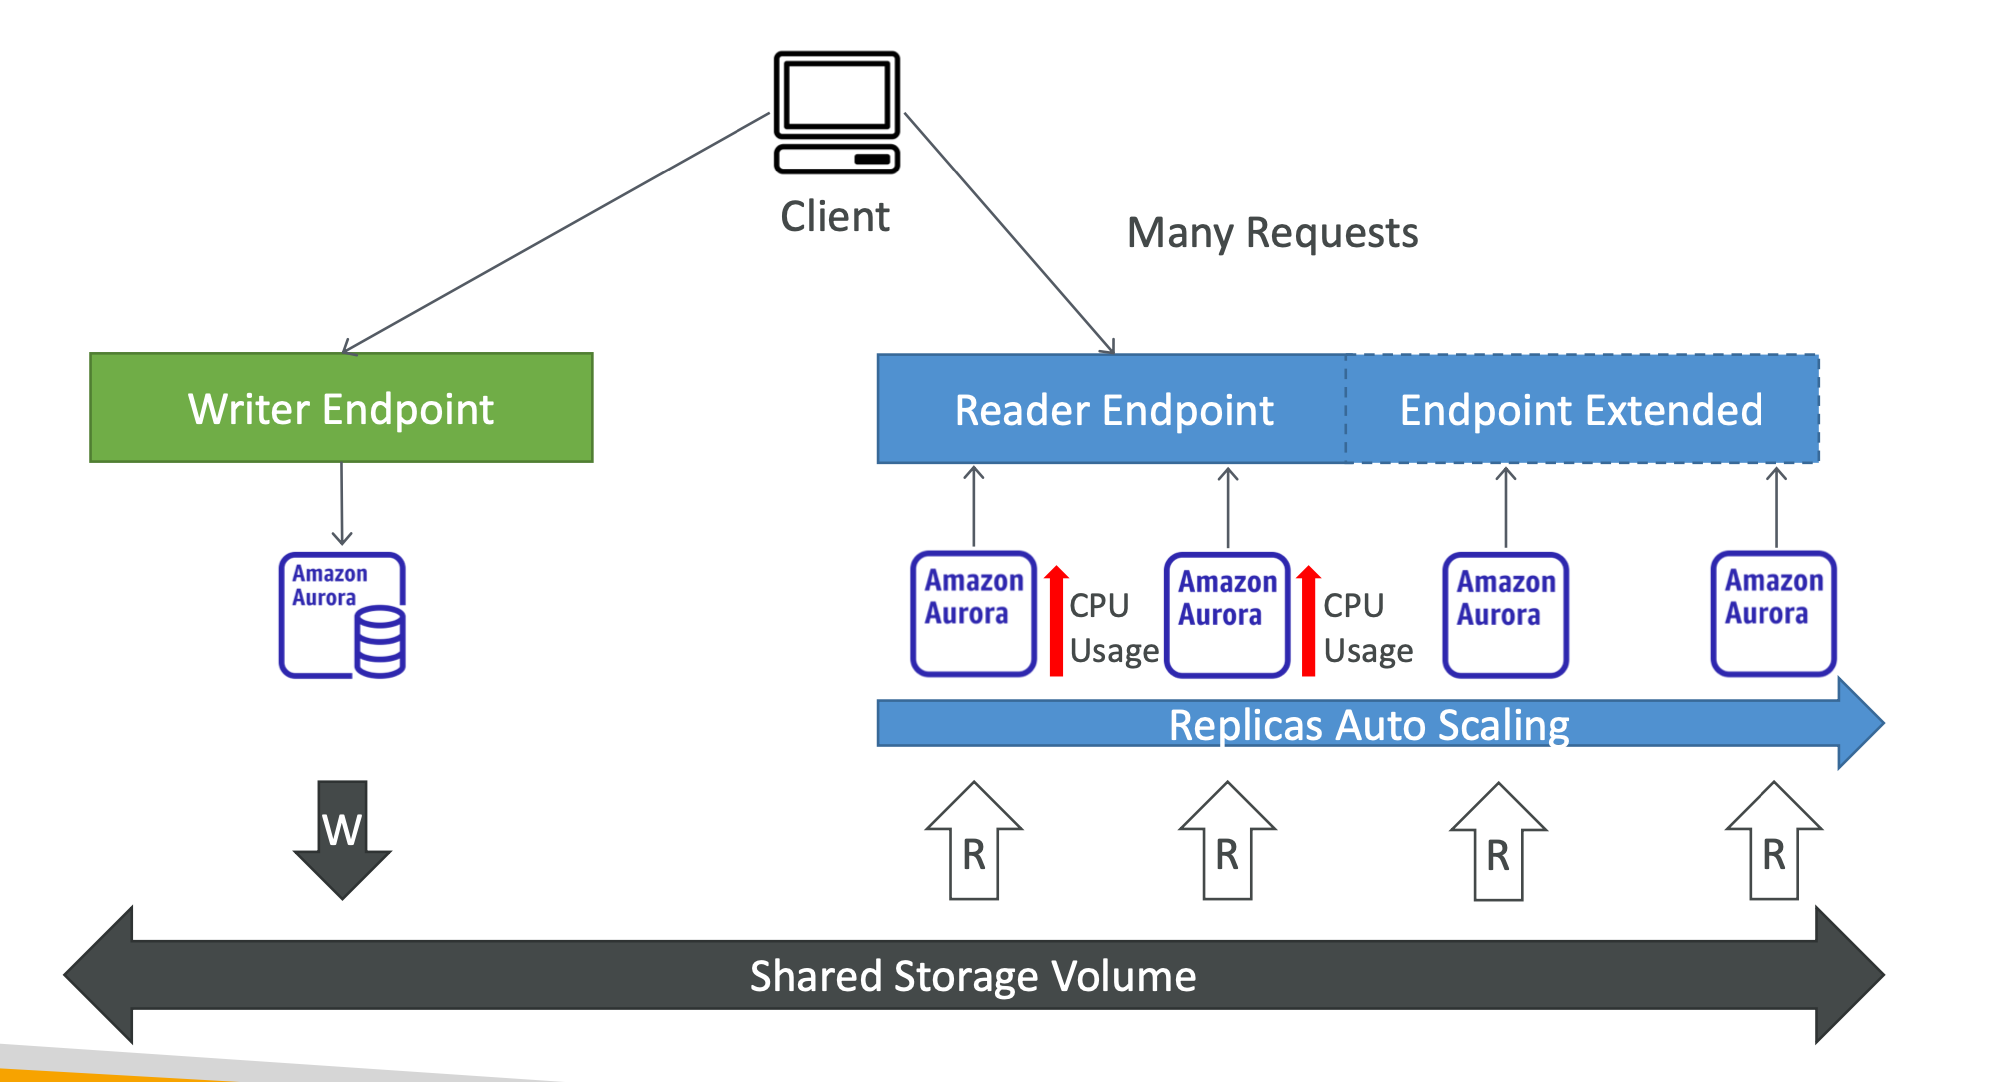 Client
Many Requests
Writer Endpoint
Reader Endpoint
Endpoint Extended
Amazon
Aurora
Amazon
Aurora
CPU
Usage
Amazon
Aurora
CPU
Usage
Amazon
Aurora
Amazon
Aurora
Replicas Auto Scaling
W
R
R
R
R
Shared Storage Volume